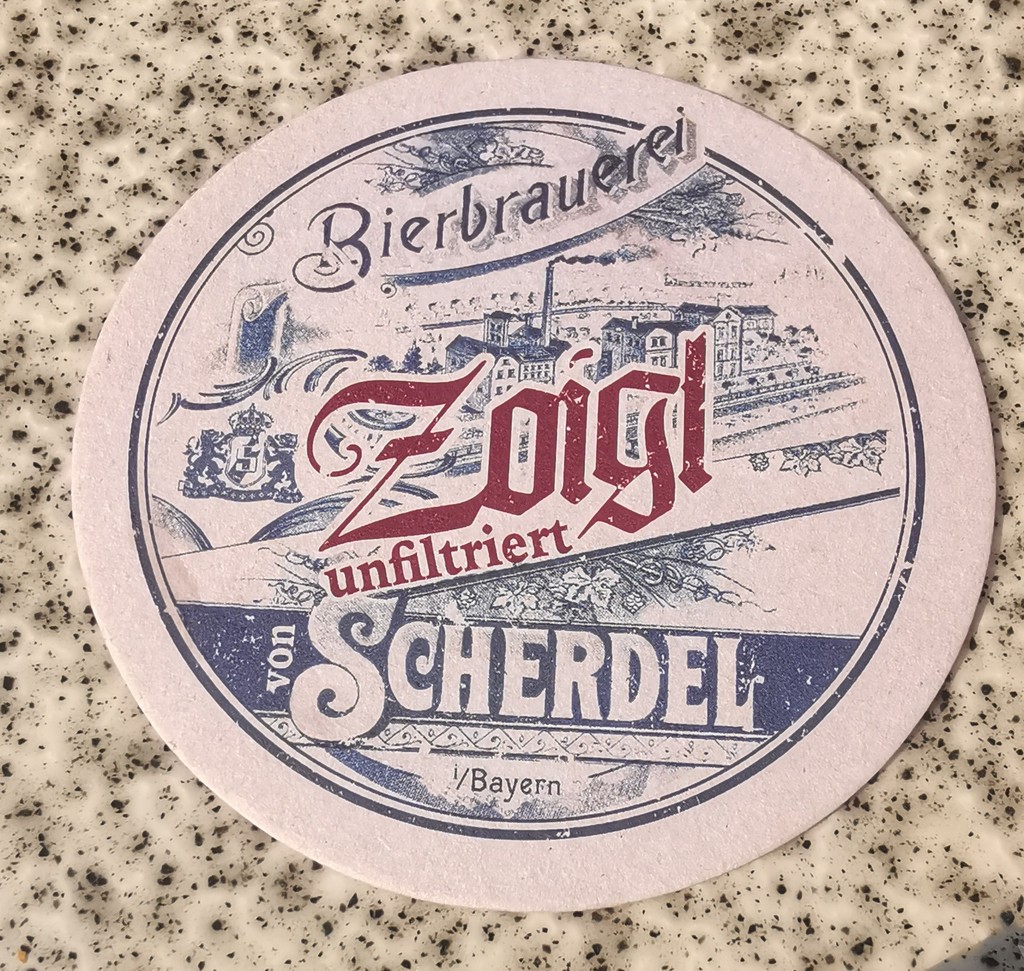 Bierbrauerei
Zoigl
unfiltriert
von SCHERDEL
i/Bayern